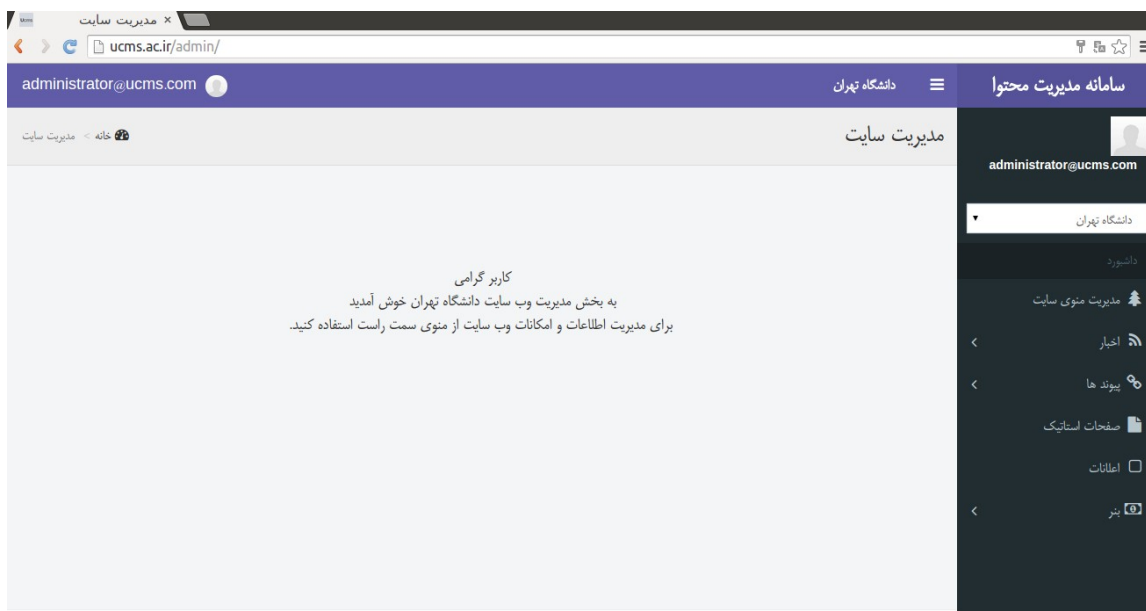 مدیریت سایت
ucms.ac.ir/admin/
سامانه مدیریت محتوا
دانشگاه تهران
administrator@ucms.com
مدیریت سایت
خانه > مدیریت سایت
administrator@ucms.com
دانشگاه تهران
داشبورد
مدیریت منوی سایت
اخبار
پیوند ها
صفحات استاتیک
اعلانات
بنر
کاربر گرامی
به بخش مدیریت وب سایت دانشگاه تهران خوش آمدید
برای مدیریت اطلاعات و امکانات وب سایت از منوی سمت راست استفاده کنید.